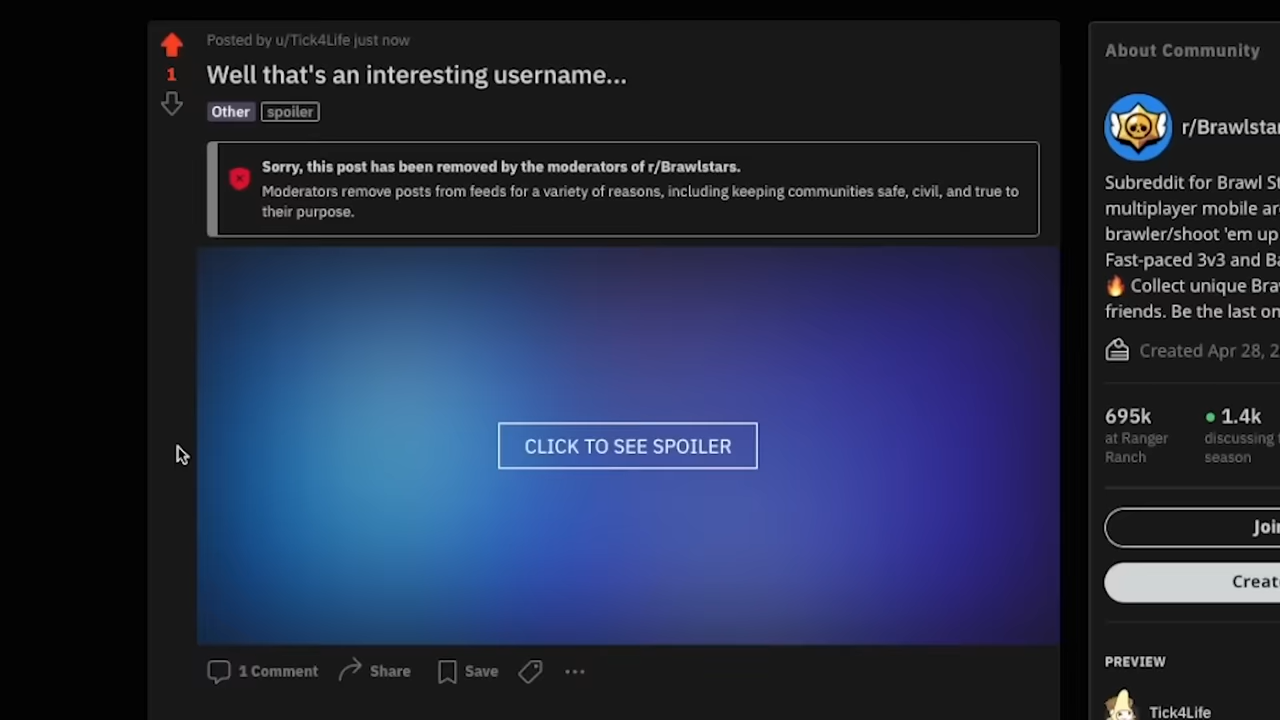 Posted by u/Tick4Life just now
1
Well that's an interesting username...
Other spoiler
Sorry, this post has been removed by the moderators of r/Brawlstars.
Moderators remove posts from feeds for a variety of reasons, including keeping communities safe, civil, and true to
their purpose.
CLICK TO SEE SPOILER
1 Comment Share Save
About Community
r/Brawlsta
Subreddit for Brawl St
multiplayer mobile ar
brawler/shoot 'em up
Fast-paced 3v3 and Ba
Collect unique Bra
friends. Be the last on
Created Apr 28, 2
695k 1.4k
at Ranger discussing
Ranch season
Joi
Creat
PREVIEW
Tick4Life